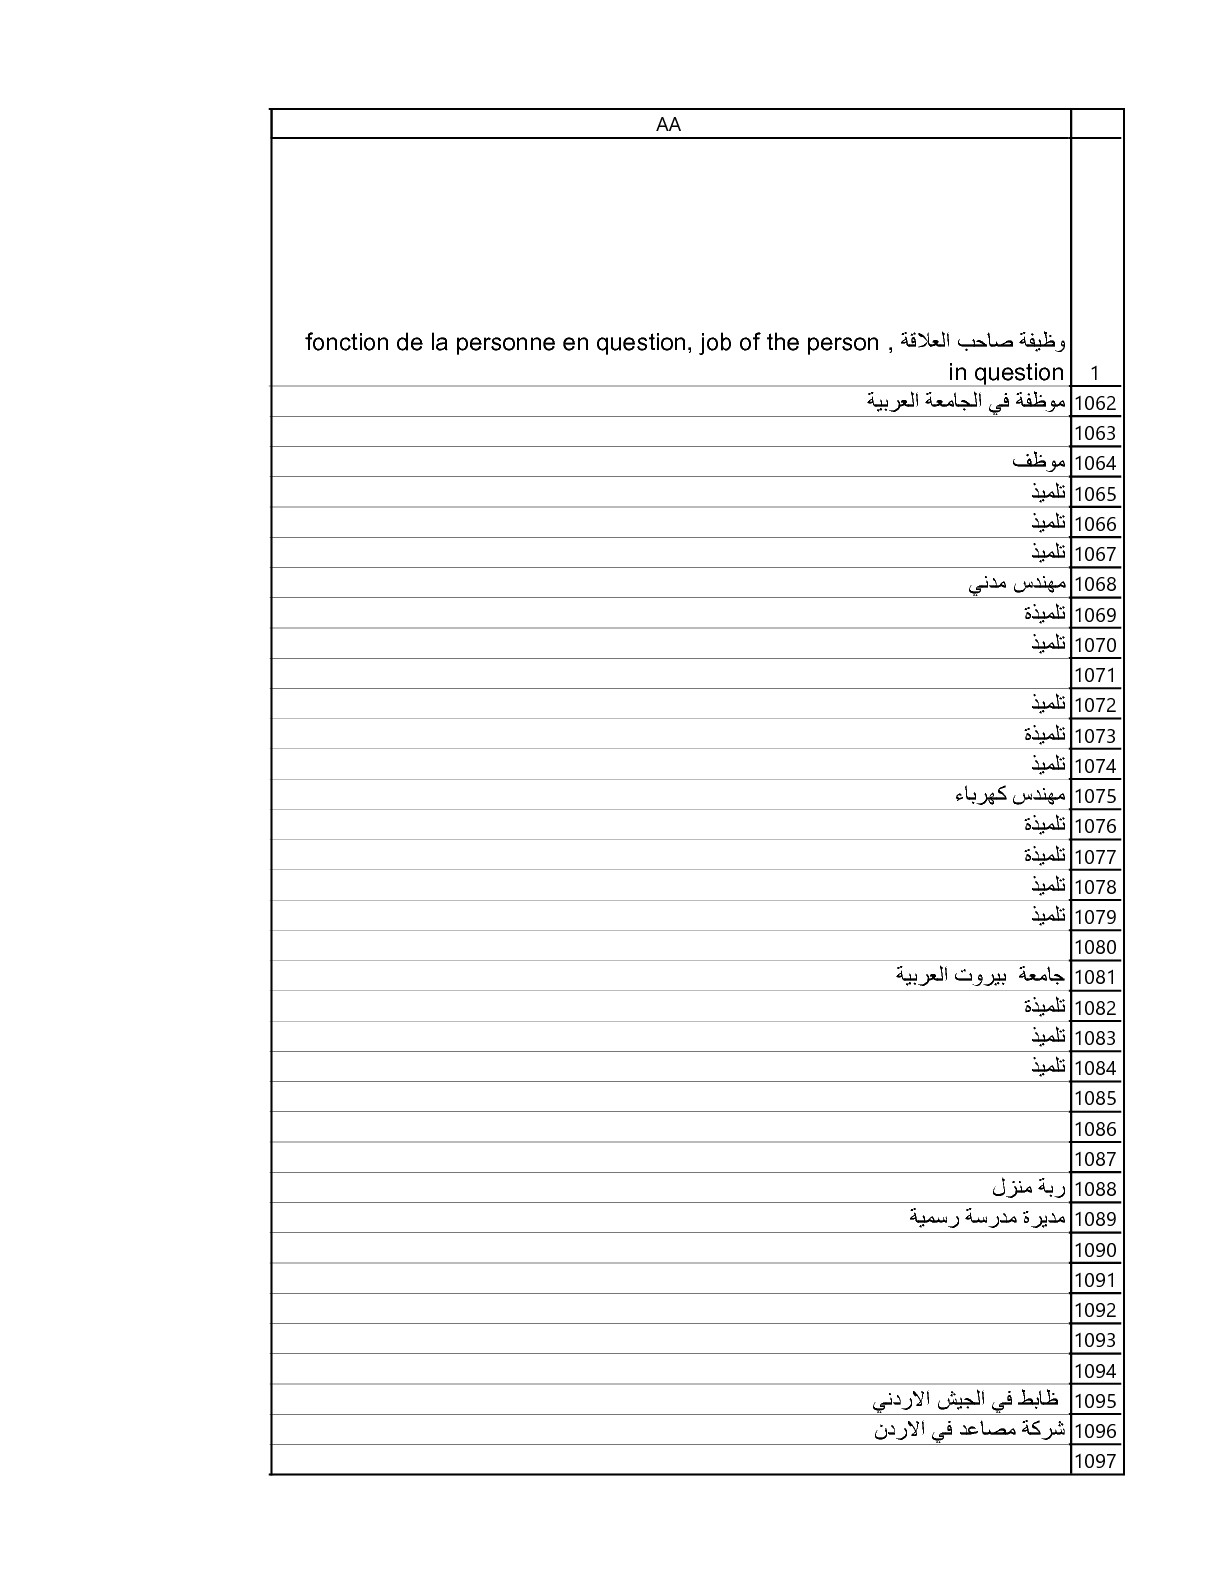 AA
fonction de la personne en question, job of the person , وظيفة صاحب العلاقة
in question 1
موظفة في الجامعة العربية 1062
1063
موظف 1064
تلميذ 1065
تلميذ 1066
تلميذ 1067
مهندس مدني 1068
تلميذة 1069
تلميذ 1070
1071
تلميذ 1072
تلميذة 1073
تلميذ 1074
مهندس كهرباء 1075
تلميذة 1076
تلميذة 1077
تلميذ 1078
تلميذ 1079
1080
جامعة بيروت العربية 1081
تلميذة 1082
تلميذ 1083
تلميذ 1084
1085
1086
1087
ربة منزل 1088
مديرة مدرسة رسمية 1089
1090
1091
1092
1093
1094
ظابط في الجيش الاردني 1095
شركة مصاعد في الاردن 1096
1097